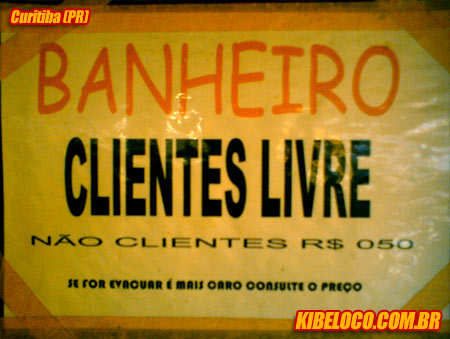 Curitiba (PR)
BANHEIRO
CLIENTES LIVRE
NÃO CLIENTES R$ 050
SE FOR EVACUAR É MAIS CARO CONSULTE O PREÇO
KIBELOCO.COM.BR